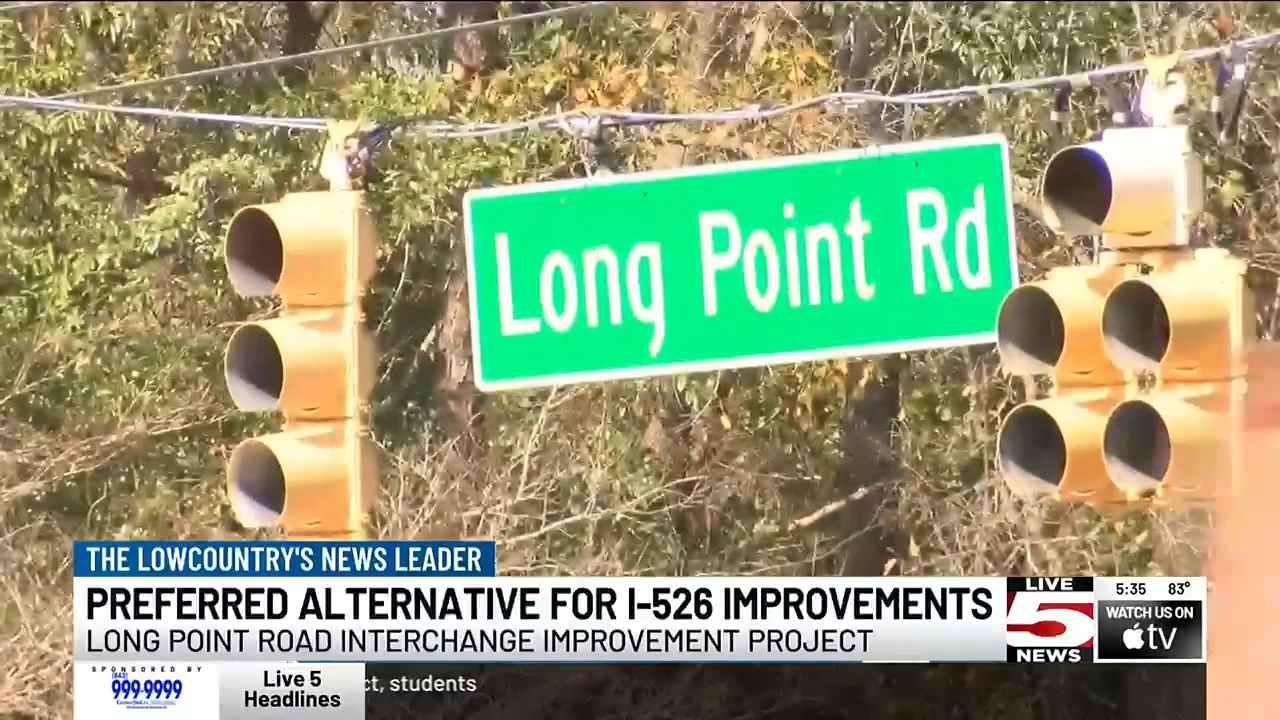 Long Point Rd
THE LOWCOUNTRY'S NEWS LEADER
PREFERRED ALTERNATIVE FOR I-526 IMPROVEMENTS
LONG POINT ROAD INTERCHANGE IMPROVEMENT PROJECT
LIVE
5
NEWS
5:35 83°
WATCH US ON
tv
SPONSORED BY
(843)
999-9999
Live 5
Headlines
ct, students